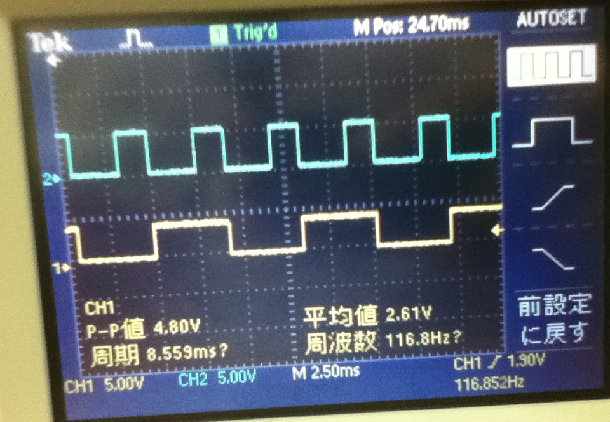 Tek Trig'd M Pos: 24.70ms AUTOSET
1
2
1
CH1
P-P値 4.80V 平均値 2.61V
周期 8.559ms? 周波数 116.8Hz?
前設定
に戻す
CH1 5.00V CH2 5.00V M 2.50ms CH1 1.90V
116.852Hz